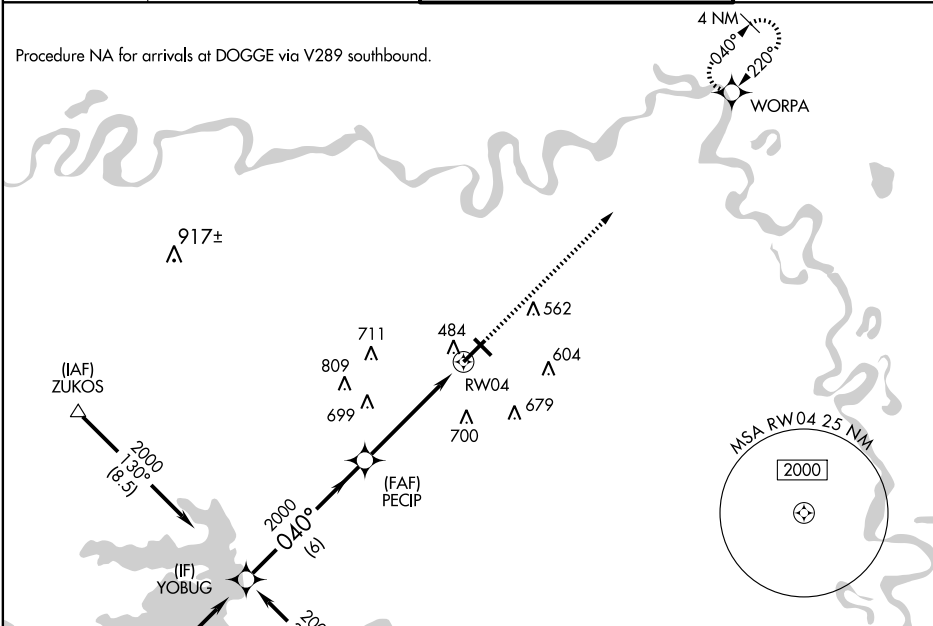 4 NM
Procedure NA for arrivals at DOGGE via V289 southbound.
040°
220°
WORPA
917±
562
711
484
(IAF)
ZUKOS
809
604
RW04
699
679
700
MSA RW04 25 NM
2000
130°
(8.5)
2000
(FAF)
PECIP
2000
040°
(6)
(IF)
YOBUG